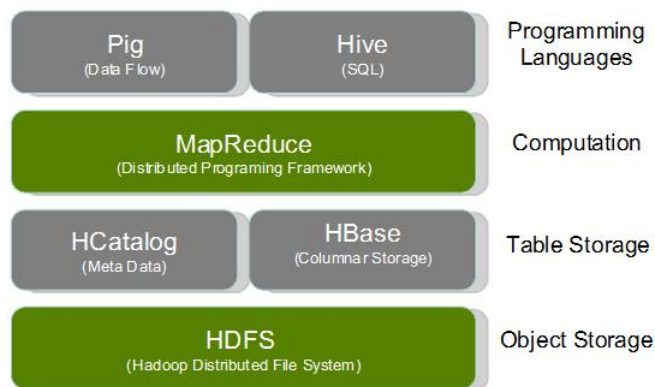 Pig
(Data Flow)
Hive
(SQL)
Programming
Languages
MapReduce
(Distributed Programing Framework)
Computation
HCatalog
(Meta Data)
HBase
(Columnar Storage)
Table Storage
HDFS
(Hadoop Distributed File System)
Object Storage